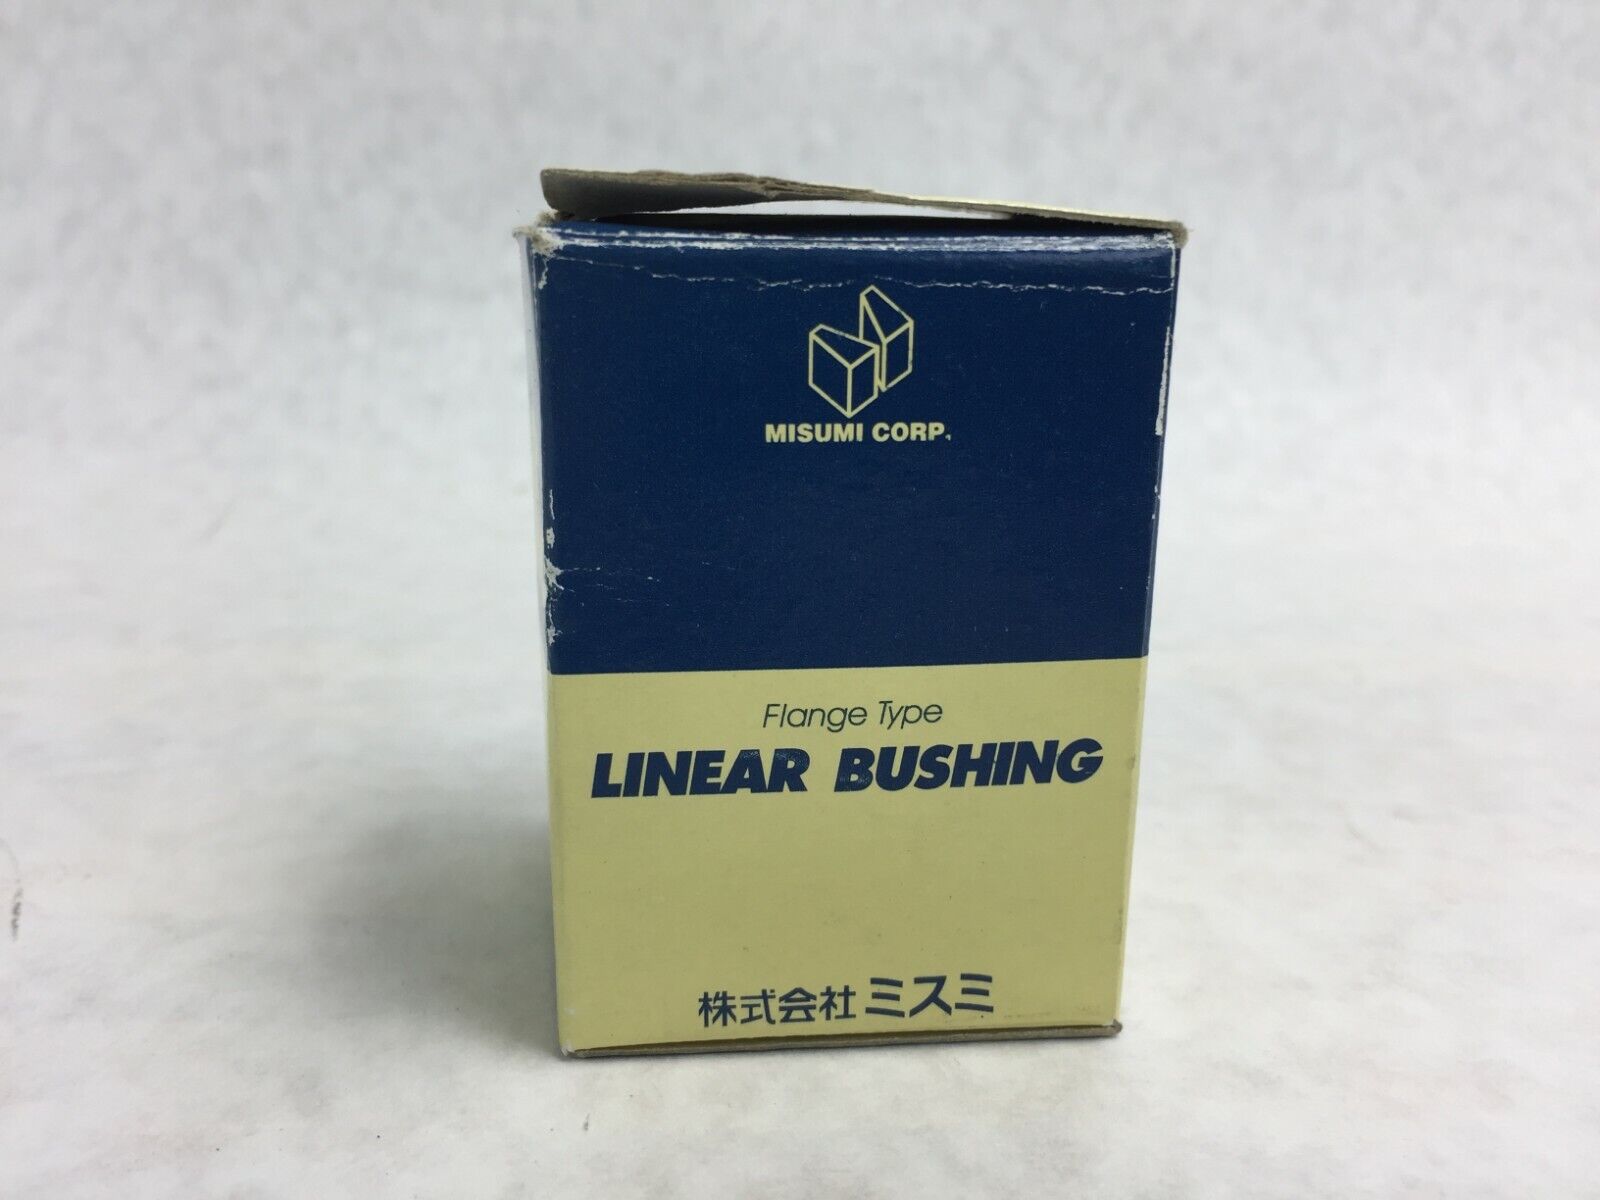 MISUMI CORP.
Flange Type
LINEAR BUSHING
株式会社 ミスミ